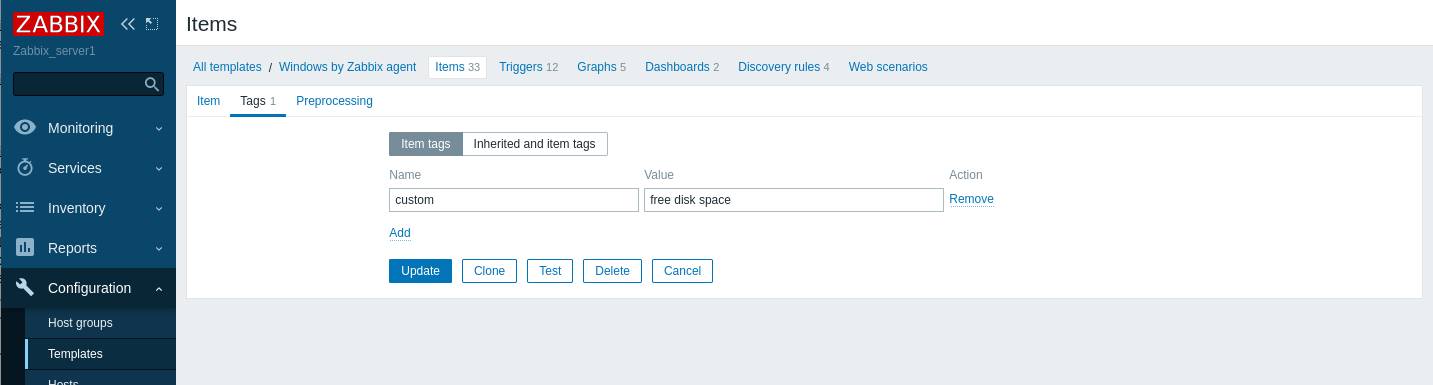 ZABBIX
Zabbix_server1
Monitoring
Services
Inventory
Reports
Configuration
Host groups
Templates
Hosts
Items
All templates / Windows by Zabbix agent Items 33 Triggers 12 Graphs 5 Dashboards 2 Discovery rules 4 Web scenarios
Item Tags 1 Preprocessing
Item tags Inherited and item tags
Name Value Action
custom free disk space Remove
Add
Update Clone Test Delete Cancel